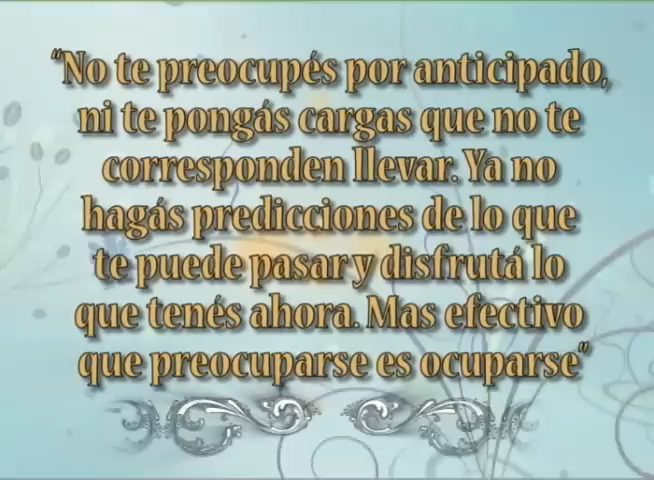 “No te preocupés por anticipado,
ni te pongás cargas que no te
corresponden llevar. Ya no
hagás predicciones de lo que
te puede pasar y disfrutá lo
que tenés ahora. Mas efectivo
que preocuparse es ocuparse”